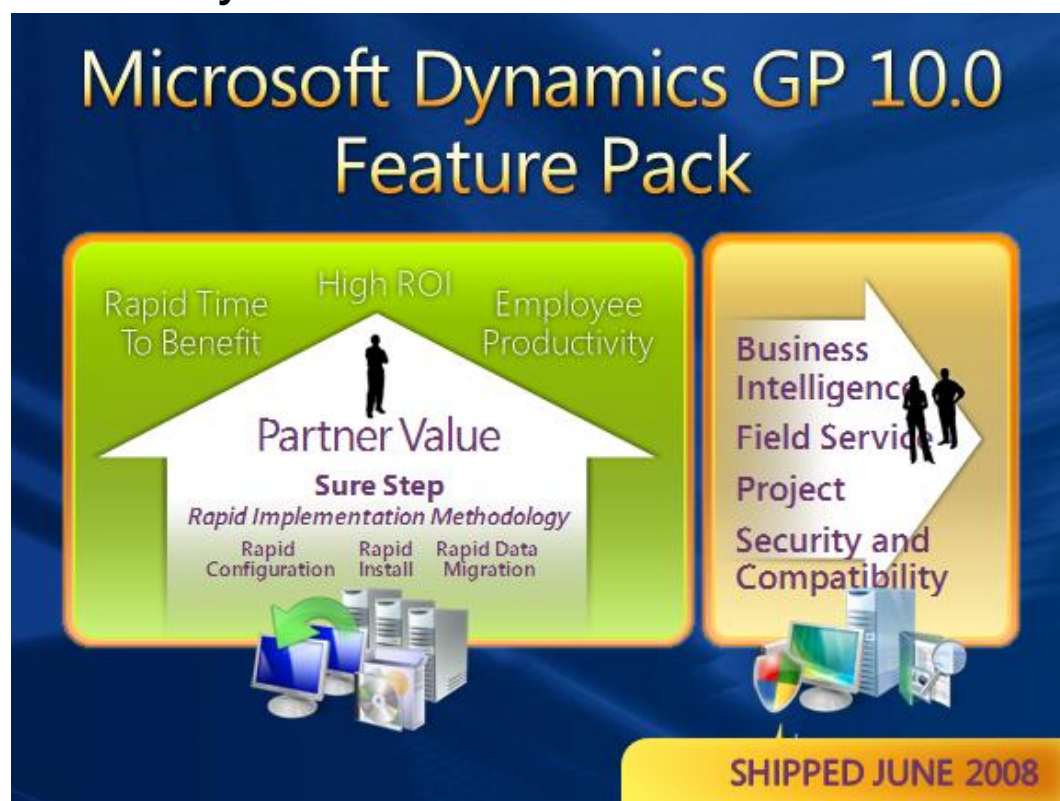 Microsoft Dynamics GP 10.0
Feature Pack
High ROI
Rapid Time
To Benefit
Employee
Productivity
Partner Value
Sure Step
Rapid Implementation Methodology
Rapid
Configuration
Rapid
Install
Rapid Data
Migration
Business
Intelligence
Field Service
Project
Security and
Compatibility
SHIPPED JUNE 2008